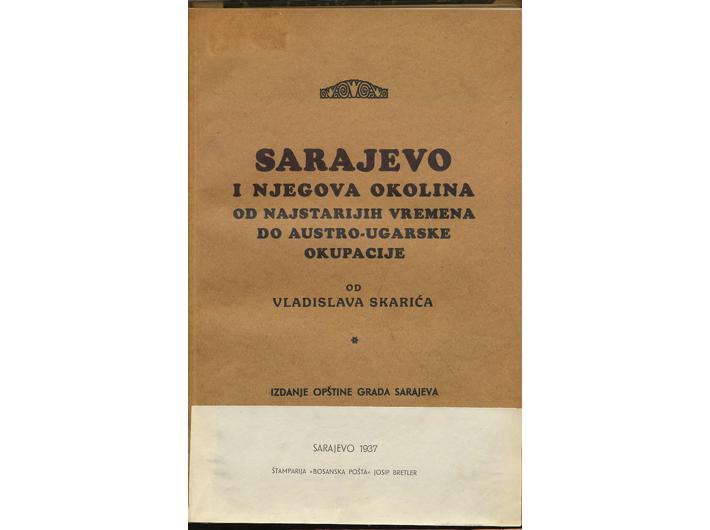 SARAJEVO
I NJEGOVA OKOLINA
OD NAJSTARIJIH VREMENA
DO AUSTRO-UGARSKE
OKUPACIJE
OD
VLADISLAVA SKARIĆA
IZDANJE OPŠTINE GRADA SARAJEVA
SARAJEVO 1937
ŠTAMPARIJA »BOSANSKA POŠTA« JOSIP BRETLER